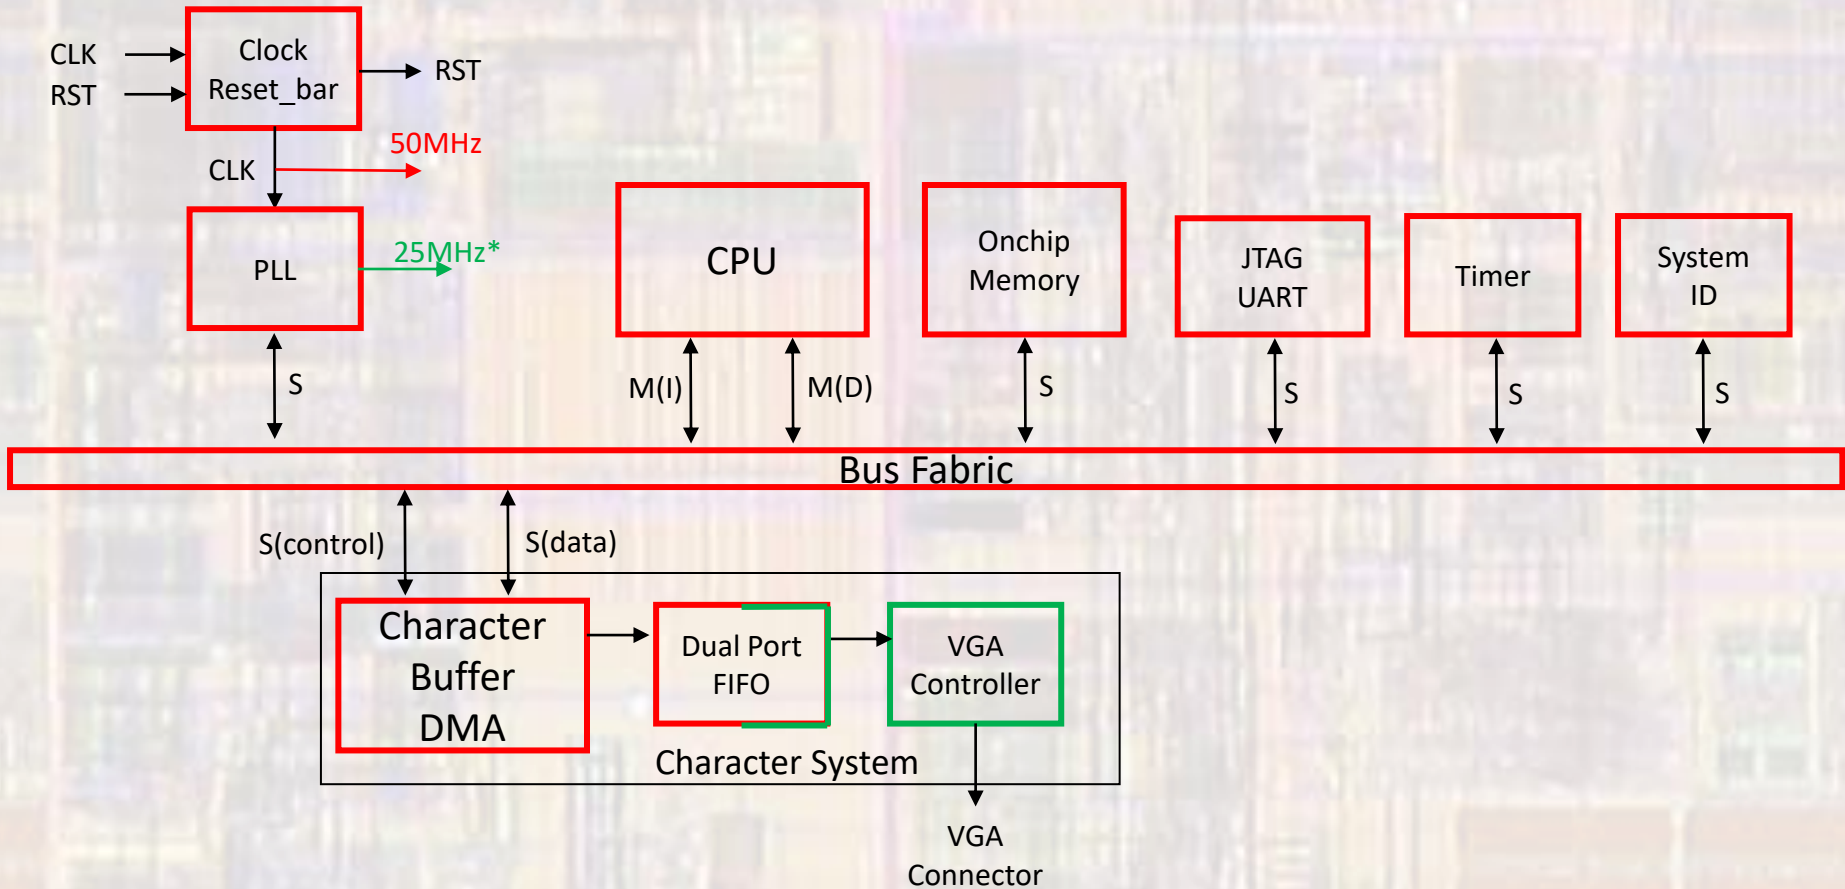 CLK
RST
Clock
Reset_bar
RST
50MHz
CLK
PLL
25MHz*
CPU
Onchip
Memory
JTAG
UART
Timer
System
ID
S
M(I)
M(D)
S
S
S
S
Bus Fabric
S(control)
S(data)
Character
Buffer
DMA
Dual Port
FIFO
VGA
Controller
Character System
VGA
Connector